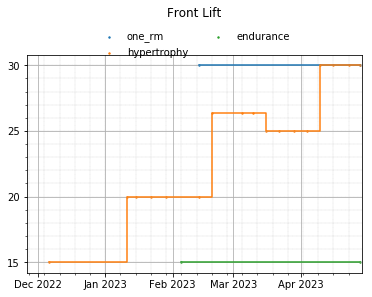 Front Lift
one_rm endurance
hypertrophy
30
25
20
15
Dec 2022 Jan 2023 Feb 2023 Mar 2023 Apr 2023